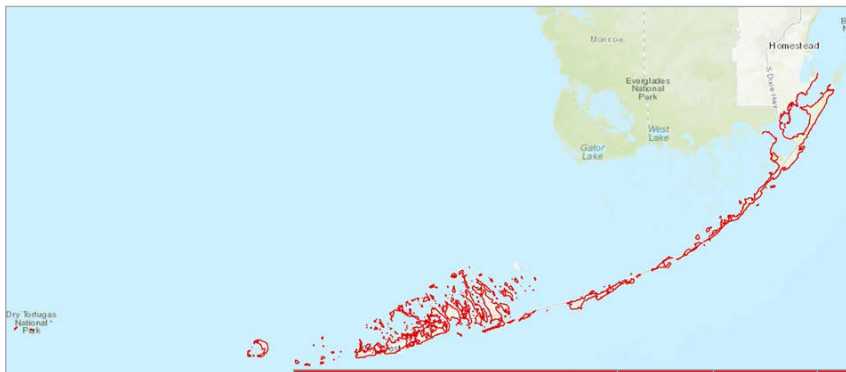 Monroe
Homestead
S Dixie Hwy
Everglades
National
Park
West
Lake
Gator
Lake
Dry Tortugas
National
Park